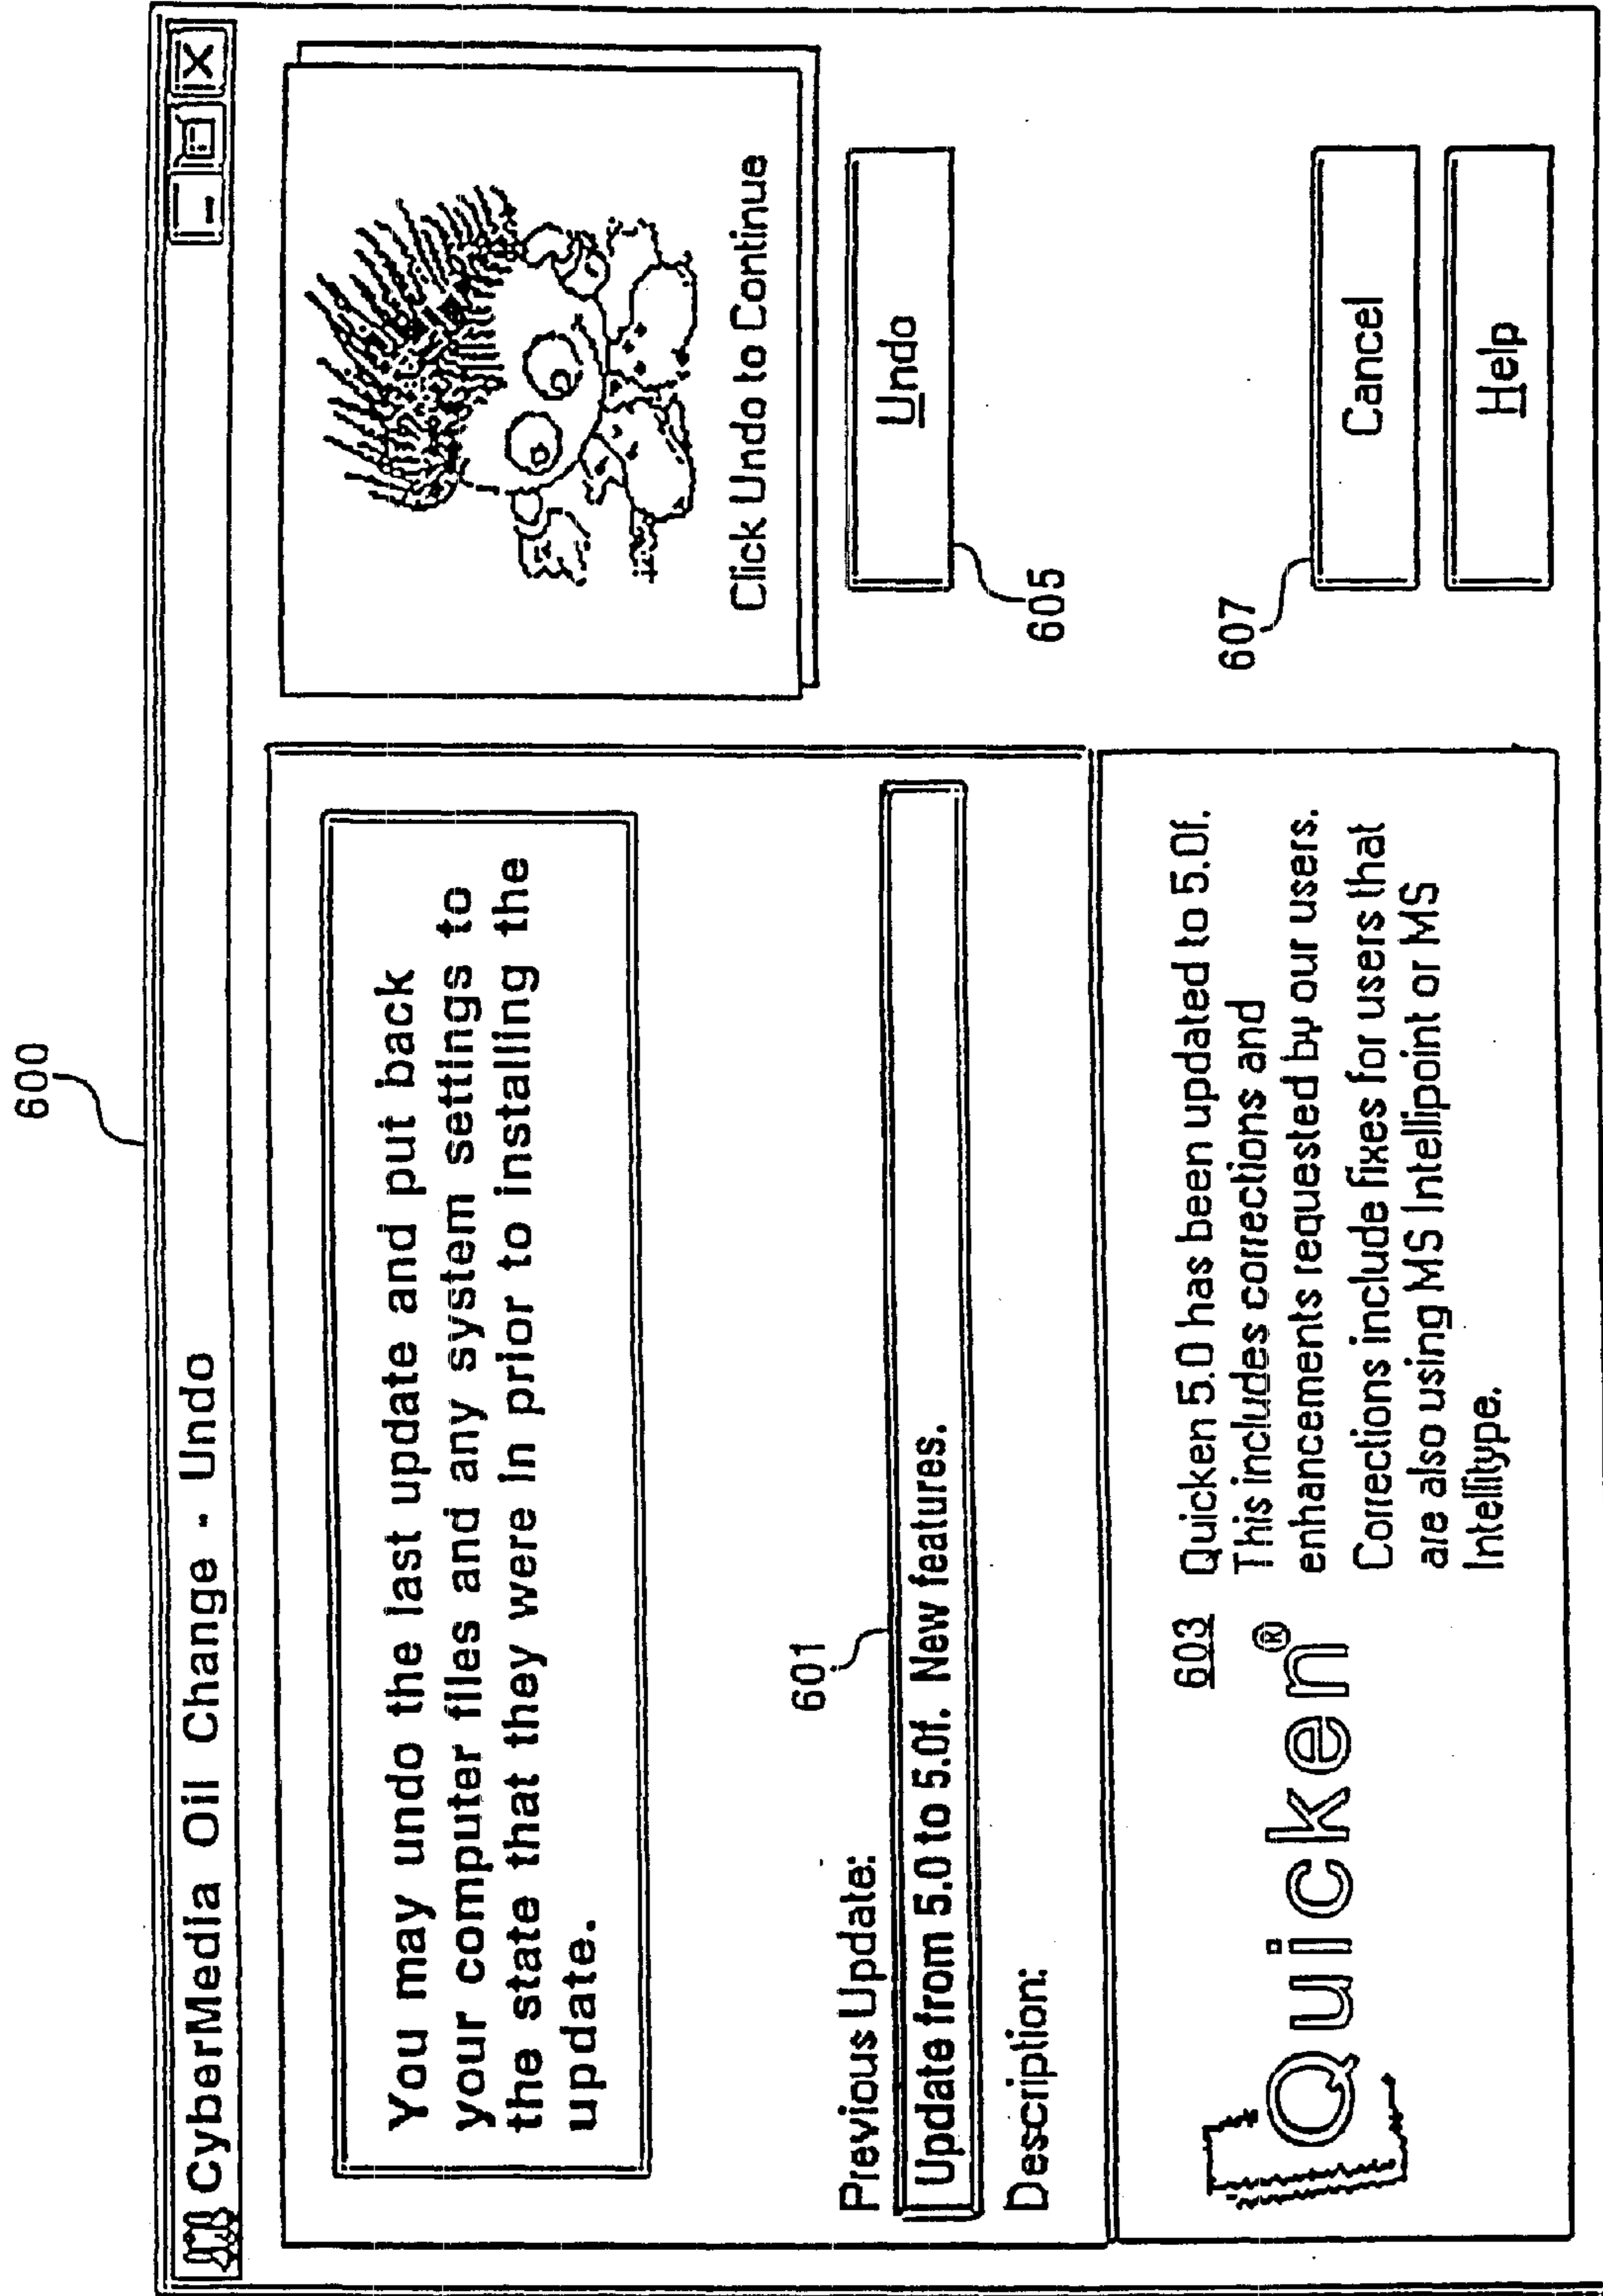 600
CyberMedia Oil Change - Undo
You may undo the last update and put back
your computer files and any system settings to
the state that they were in prior to installing the
update.
Click Undo to Continue
Undo
605
601
Previous Update:
Update from 5.0 to 5.0f. New features.
Description:
603
Quicken®
Quicken 5.0 has been updated to 5.0f.
This includes corrections and
enhancements requested by our users.
Corrections include fixes for users that
are also using MS Intellipoint or MS
Intellitype.
607
Cancel
Help